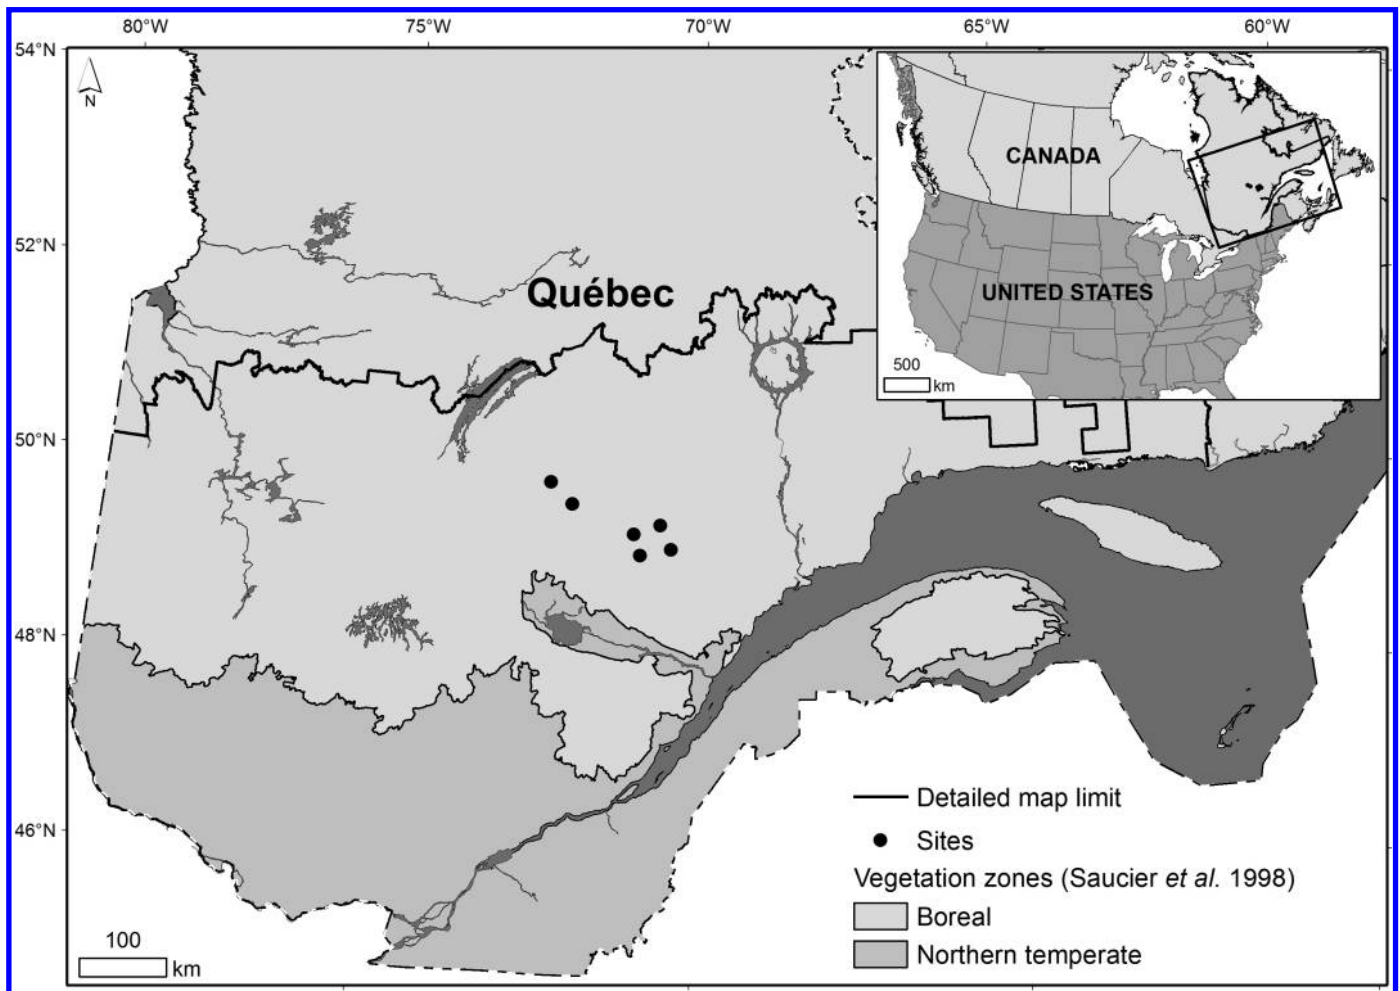 80°W 75°W 70°W 65°W 60°W
54°N
N
CANADA
52°N
Québec
UNITED STATES
500
km
50°N
48°N
Detailed map limit
46°N
Sites
Vegetation zones (Saucier et al. 1998)
Boreal
100
km
Northern temperate